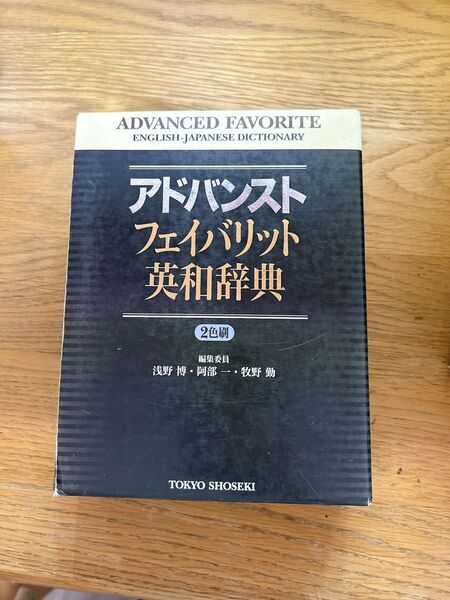 ADVANCED FAVORITE
ENGLISH-JAPANESE DICTIONARY
アドバンスト
フェイバリット
英和辞典
2色刷
編集委員
浅野 博・阿部 一・牧野 勤
TOKYO SHOSEKI